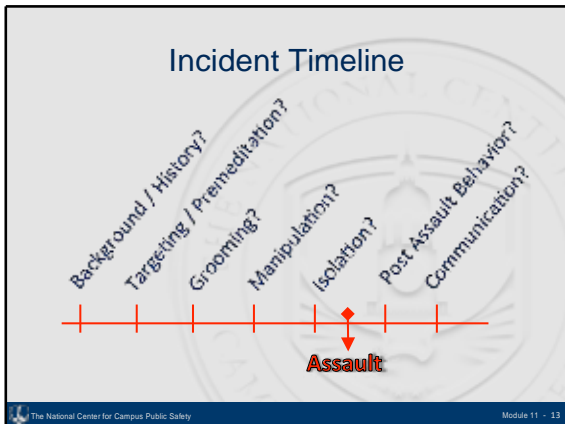 Incident Timeline
Background / History?
Targeting / Premeditation?
Grooming?
Manipulation?
Isolation?
Post Assault Behavior?
Communication?
Assault
The National Center for Campus Public Safety
Module 11 - 13